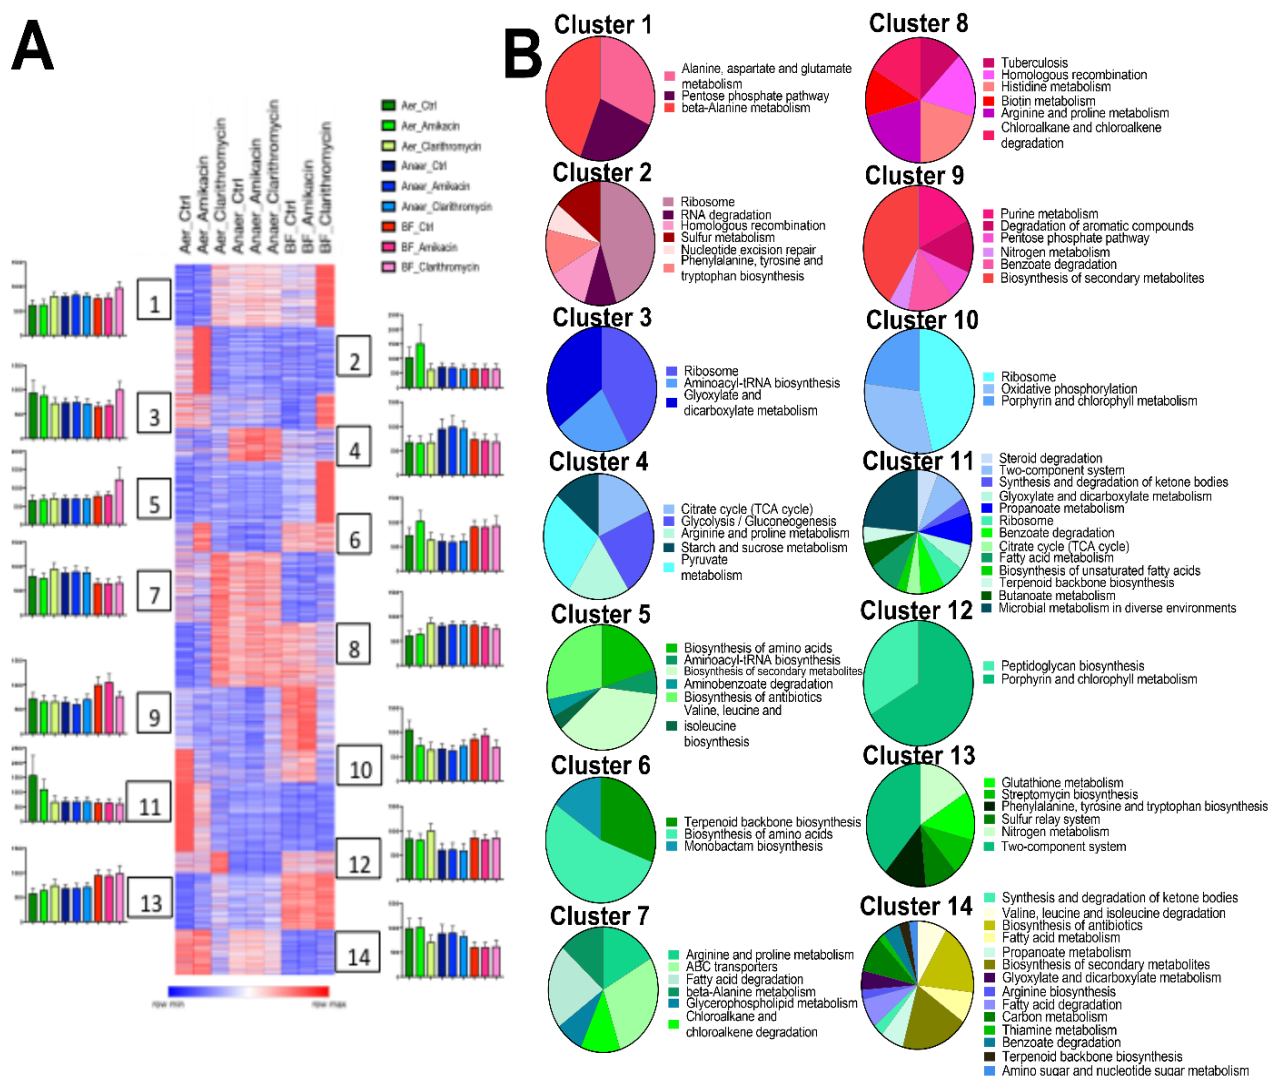 A
Aer_Ctrl
Aer_Amikacin
Aer_Clarithromycin
Anaer_Ctrl
Anaer_Amikacin
Anaer_Clarithromycin
BF_Ctrl
BF_Amikacin
BF_Clarithromycin
Aer_Ctrl
Aer_Amikacin
Aer_Clarithromycin
Anaer_Ctrl
Anaer_Amikacin
Anaer_Clarithromycin
BF_Ctrl
BF_Amikacin
BF_Clarithromycin
1
2
3
4
5
6
7
8
9
10
11
12
13
14
row min
row max
B
Cluster 1
Alanine, aspartate and glutamate
metabolism
Pentose phosphate pathway
beta-Alanine metabolism
Cluster 2
Ribosome
RNA degradation
Homologous recombination
Sulfur metabolism
Nucleotide excision repair
Phenylalanine, tyrosine and
tryptophan biosynthesis
Cluster 3
Ribosome
Aminoacyl-tRNA biosynthesis
Glyoxylate and
dicarboxylate metabolism
Cluster 4
Citrate cycle (TCA cycle)
Glycolysis / Gluconeogenesis
Arginine and proline metabolism
Starch and sucrose metabolism
Pyruvate
metabolism
Cluster 5
Biosynthesis of amino acids
Aminoacyl-tRNA biosynthesis
Biosynthesis of secondary metabolites
Aminobenzoate degradation
Biosynthesis of antibiotics
Valine, leucine and
isoleucine
biosynthesis
Cluster 6
Terpenoid backbone biosynthesis
Biosynthesis of amino acids
Monobactam biosynthesis
Cluster 7
Arginine and proline metabolism
ABC transporters
Fatty acid degradation
beta-Alanine metabolism
Glycerophospholipid metabolism
Chloroalkane and
chloroalkene degradation
Cluster 8
Tuberculosis
Homologous recombination
Histidine metabolism
Biotin metabolism
Arginine and proline metabolism
Chloroalkane and chloroalkene
degradation
Cluster 9
Purine metabolism
Degradation of aromatic compounds
Pentose phosphate pathway
Nitrogen metabolism
Benzoate degradation
Biosynthesis of secondary metabolites
Cluster 10
Ribosome
Oxidative phosphorylation
Porphyrin and chlorophyll metabolism
Cluster 11
Steroid degradation
Two-component system
Synthesis and degradation of ketone bodies
Glyoxylate and dicarboxylate metabolism
Propanoate metabolism
Ribosome
Benzoate degradation
Citrate cycle (TCA cycle)
Fatty acid metabolism
Biosynthesis of unsaturated fatty acids
Terpenoid backbone biosynthesis
Butanoate metabolism
Microbial metabolism in diverse environments
Cluster 12
Peptidoglycan biosynthesis
Porphyrin and chlorophyll metabolism
Cluster 13
Glutathione metabolism
Streptomycin biosynthesis
Phenylalanine, tyrosine and tryptophan biosynthesis
Sulfur relay system
Nitrogen metabolism
Two-component system
Cluster 14
Synthesis and degradation of ketone bodies
Valine, leucine and isoleucine degradation
Biosynthesis of antibiotics
Fatty acid metabolism
Propanoate metabolism
Biosynthesis of secondary metabolites
Glyoxylate and dicarboxylate metabolism
Arginine biosynthesis
Fatty acid degradation
Carbon metabolism
Thiamine metabolism
Benzoate degradation
Terpenoid backbone biosynthesis
Amino sugar and nucleotide sugar metabolism